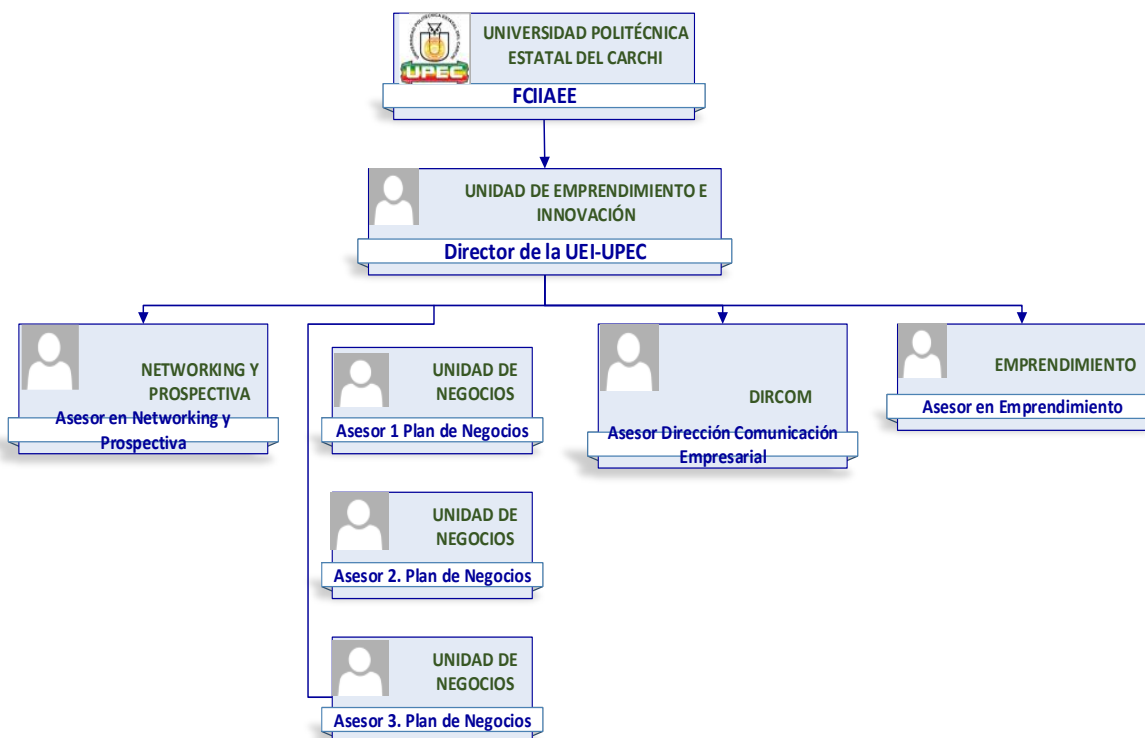 UNIVERSIDAD POLITÉCNICA
ESTATAL DEL CARCHI
UPEC
FCIIAEE
UNIDAD DE EMPRENDIMIENTO E
INNOVACIÓN
Director de la UEI-UPEC
NETWORKING Y
PROSPECTIVA
Asesor en Networking y
Prospectiva
UNIDAD DE
NEGOCIOS
Asesor 1 Plan de Negocios
UNIDAD DE
NEGOCIOS
Asesor 2. Plan de Negocios
UNIDAD DE
NEGOCIOS
Asesor 3. Plan de Negocios
DIRCOM
Asesor Dirección Comunicación
Empresarial
EMPRENDIMIENTO
Asesor en Emprendimiento